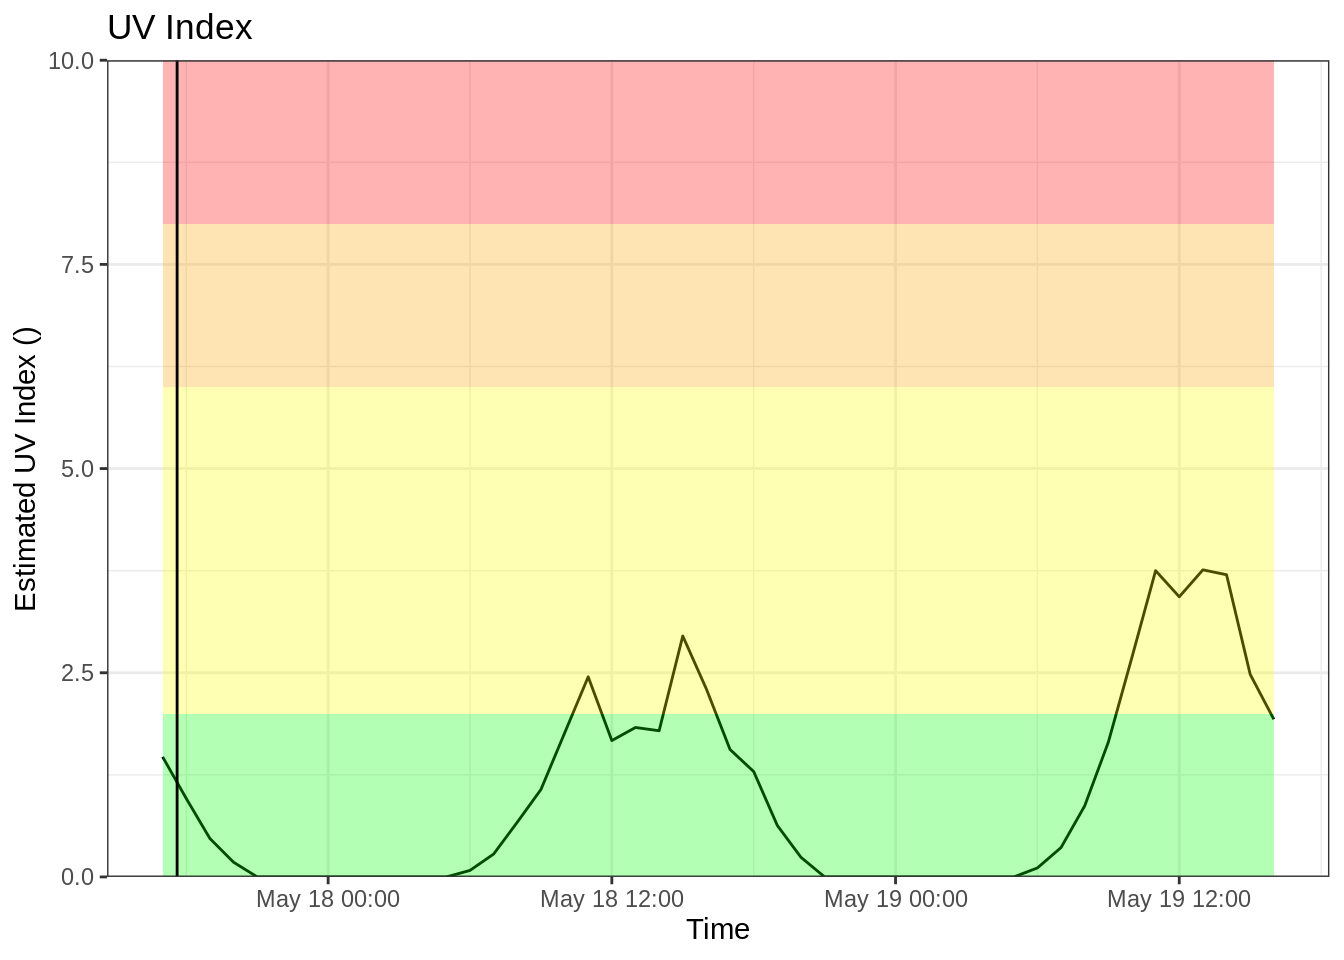 UV Index
10.0
7.5
5.0
2.5
0.0
Estimated UV Index ()
May 18 00:00
May 18 12:00
May 19 00:00
May 19 12:00
Time